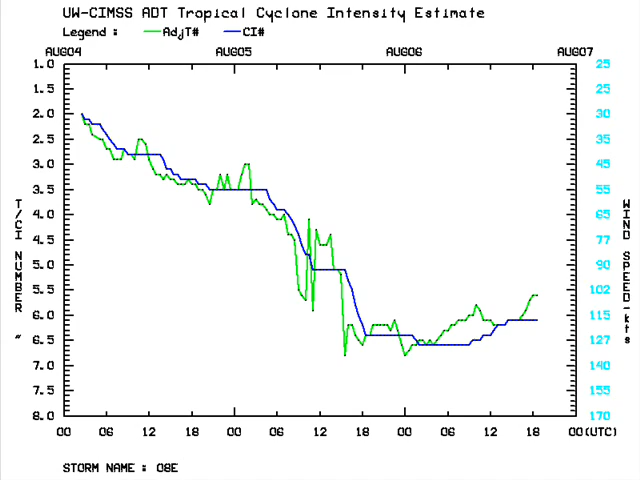 UW-CIMSS ADT Tropical Cyclone Intensity Estimate
Legend : AdjT# CI#
AUG04 AUG05 AUG06 AUG07
1.0 25
1.5 25
2.0 30
2.5 35
3.0 45
3.5 55
4.0 65
4.5 77
5.0 90
5.5 102
6.0 115
6.5 127
7.0 140
7.5 155
8.0 170
T/CI NUMBER "
WIND SPEED-kts
00 06 12 18 00 06 12 18 00 06 12 18 00(UTC)
STORM NAME : 08E